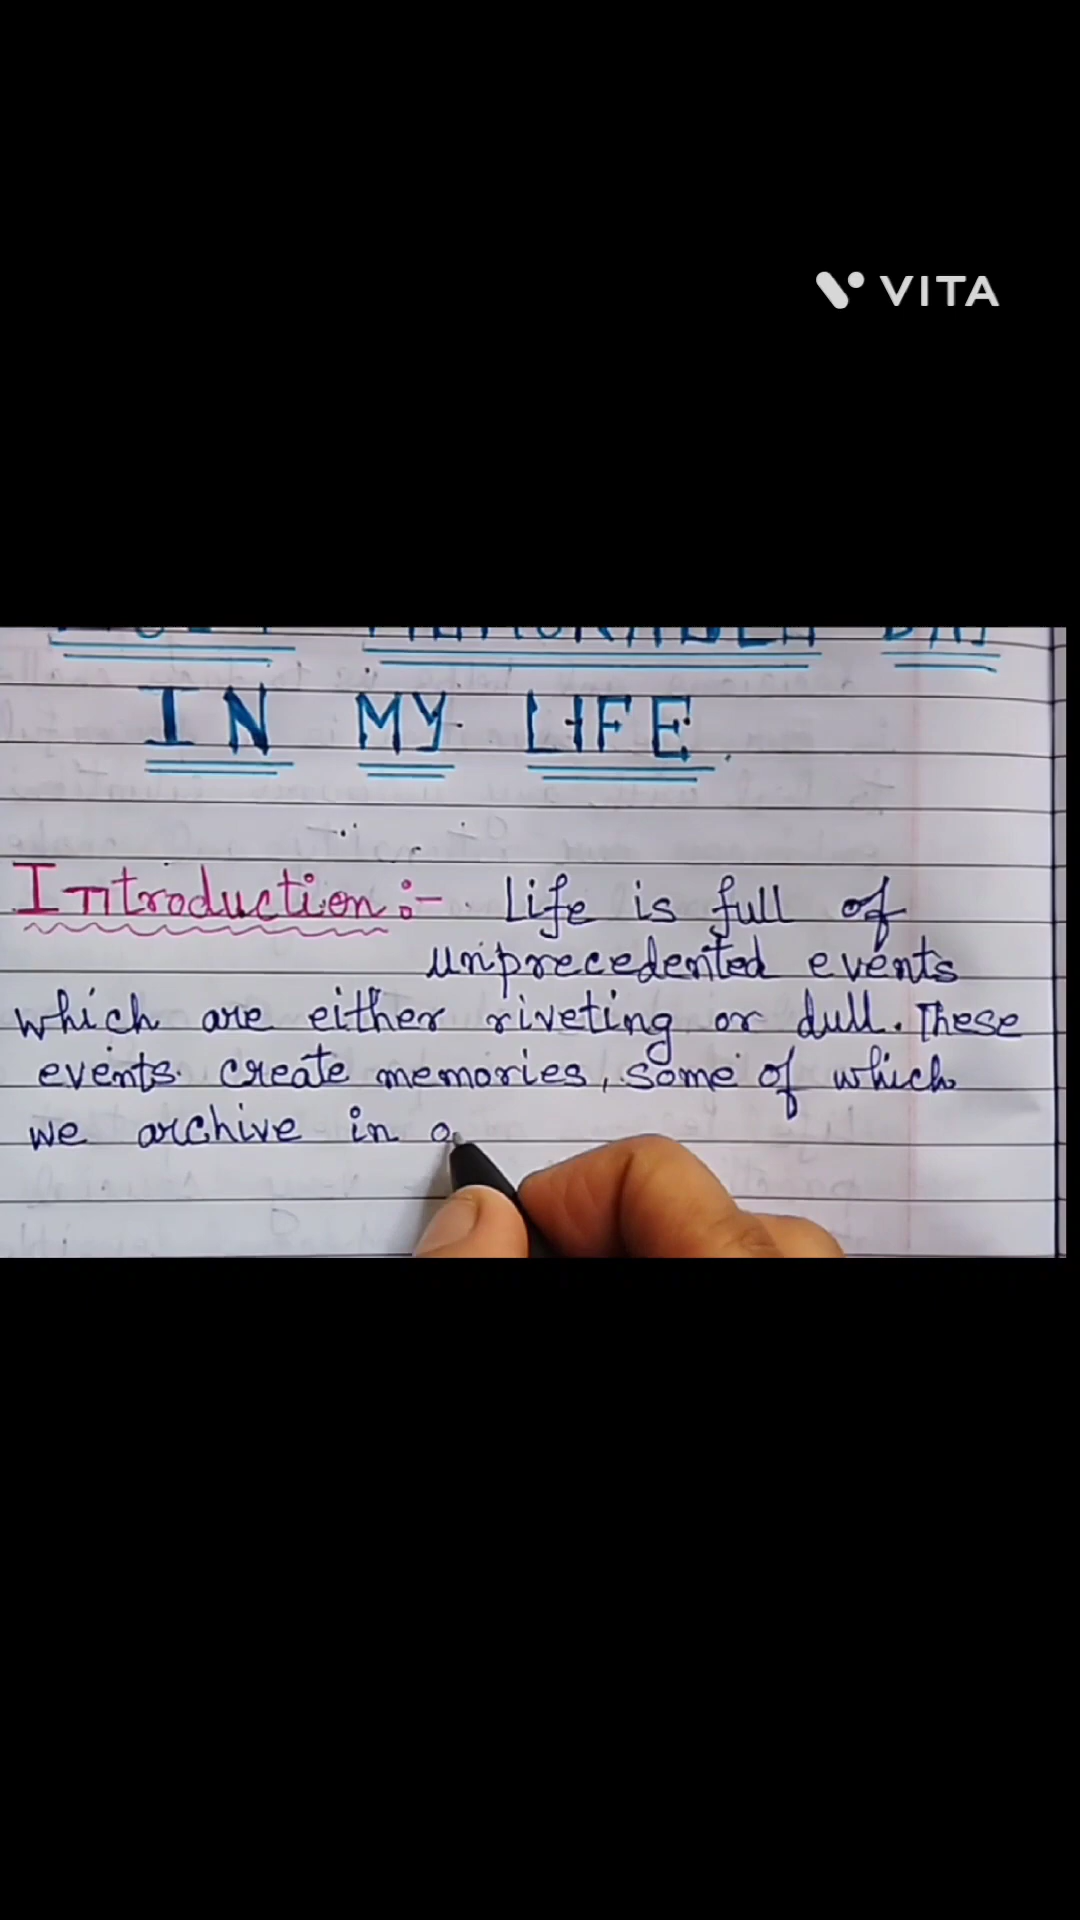 VITA
IN MY LIFE.
Introduction :- Life is full of
unprecedented events
which are either riveting or dull. These
events create memories, some of which
we archive in